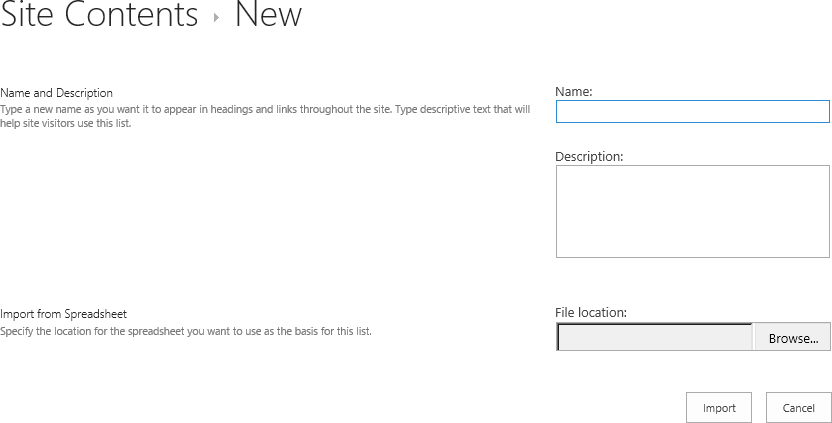 Site Contents ▸ New
Name and Description
Type a new name as you want it to appear in headings and links throughout the site. Type descriptive text that will
help site visitors use this list.
Name:
Description:
Import from Spreadsheet
Specify the location for the spreadsheet you want to use as the basis for this list.
File location:
Browse...
Import
Cancel